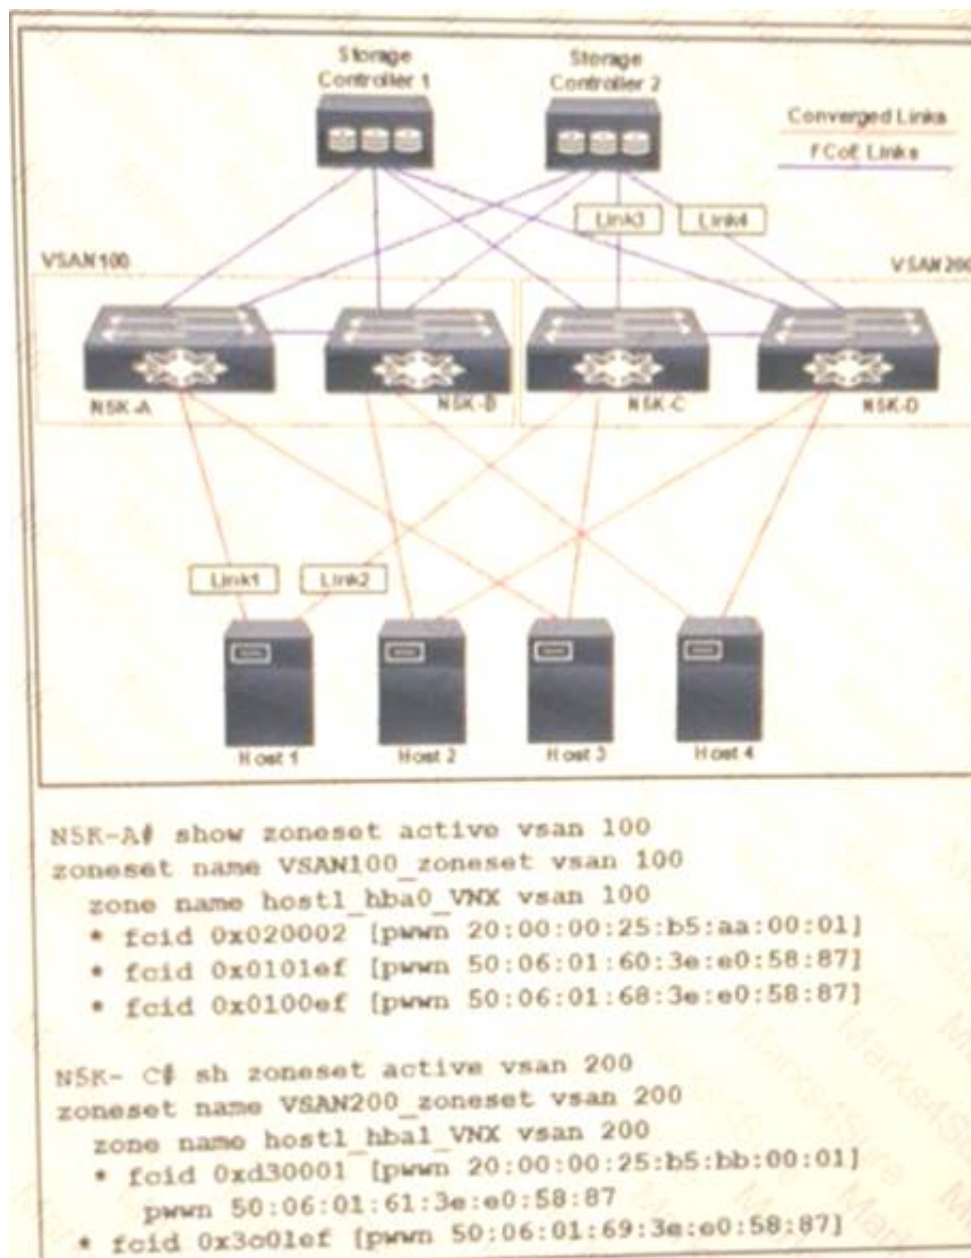 Storage
Controller 1
Storage
Controller 2
Converged Links
FCoE Links
Link3
Link4
VSAN100
VSAN200
N5K-A
N5K-B
N5K-C
N5K-D
Link1
Link2
Host 1
Host 2
Host 3
Host 4
N5K-A# show zoneset active vsan 100
zoneset name VSAN100_zoneset vsan 100
zone name host1_hba0_VNX vsan 100
* fcid 0x020002 [pwwn 20:00:00:25:b5:aa:00:01]
* fcid 0x0101ef [pwwn 50:06:01:60:3e:e0:58:87]
* fcid 0x0100ef [pwwn 50:06:01:68:3e:e0:58:87]
N5K- C# sh zoneset active vsan 200
zoneset name VSAN200_zoneset vsan 200
zone name host1_hba1_VNX vsan 200
* fcid 0xd30001 [pwwn 20:00:00:25:b5:bb:00:01]
pwwn 50:06:01:61:3e:e0:58:87
* fcid 0x3c01ef [pwwn 50:06:01:69:3e:e0:58:87]